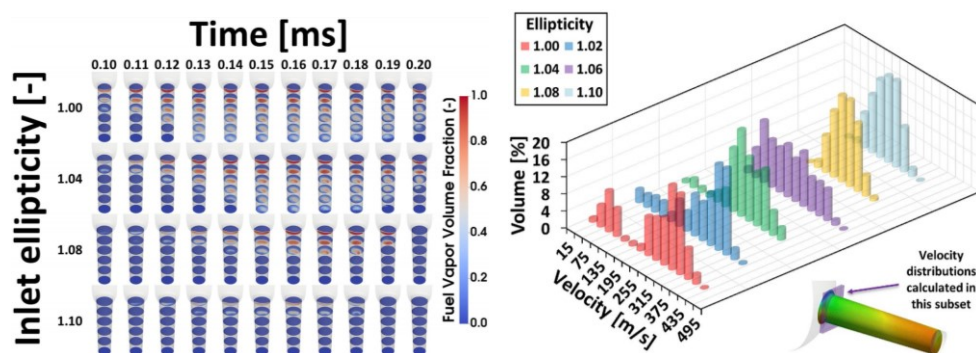 Time [ms]
0.10 0.11 0.12 0.13 0.14 0.15 0.16 0.17 0.18 0.19 0.20
Inlet ellipticity [-]
1.00
1.04
1.08
1.10
Fuel Vapor Volume Fraction (-)
1.0
0.8
0.6
0.4
0.2
0.0
Ellipticity
1.00 1.02
1.04 1.06
1.08 1.10
Volume [%]
20
16
12
8
4
0
15
75
135
195
255
315
375
435
495
Velocity [m/s]
Velocity
distributions
calculated in
this subset